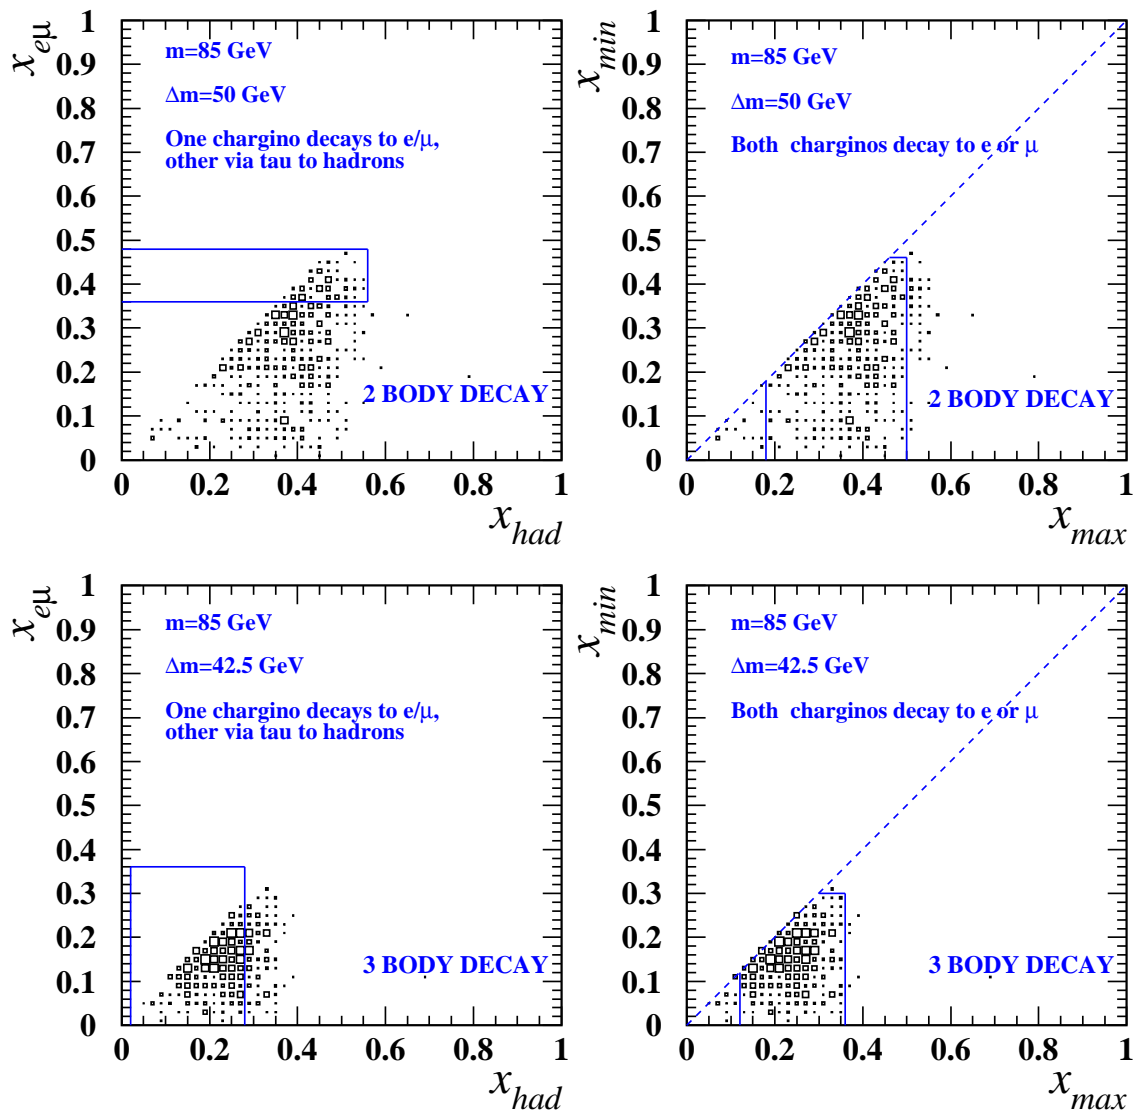 1
0.9
0.8
0.7
0.6
0.5
0.4
0.3
0.2
0.1
0
x_eμ
m=85 GeV
Δm=50 GeV
One chargino decays to e/μ,
other via tau to hadrons
2 BODY DECAY
0 0.2 0.4 0.6 0.8 1
x_had
1
0.9
0.8
0.7
0.6
0.5
0.4
0.3
0.2
0.1
0
x_min
m=85 GeV
Δm=50 GeV
Both charginos decay to e or μ
2 BODY DECAY
0 0.2 0.4 0.6 0.8 1
x_max
1
0.9
0.8
0.7
0.6
0.5
0.4
0.3
0.2
0.1
0
x_eμ
m=85 GeV
Δm=42.5 GeV
One chargino decays to e/μ,
other via tau to hadrons
3 BODY DECAY
0 0.2 0.4 0.6 0.8 1
x_had
1
0.9
0.8
0.7
0.6
0.5
0.4
0.3
0.2
0.1
0
x_min
m=85 GeV
Δm=42.5 GeV
Both charginos decay to e or μ
3 BODY DECAY
0 0.2 0.4 0.6 0.8 1
x_max